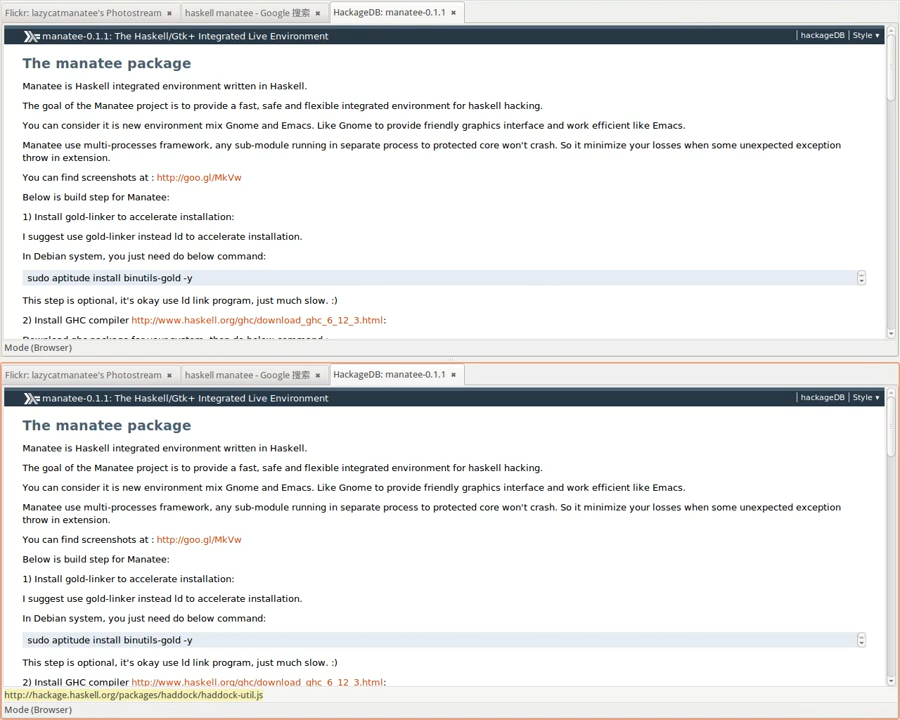 Flickr: lazycatmanatee's Photostream haskell manatee - Google 搜索 HackageDB: manatee-0.1.1
manatee-0.1.1: The Haskell/Gtk+ Integrated Live Environment hackageDB Style ▾
The manatee package
Manatee is Haskell integrated environment written in Haskell.
The goal of the Manatee project is to provide a fast, safe and flexible integrated environment for haskell hacking.
You can consider it is new environment mix Gnome and Emacs. Like Gnome to provide friendly graphics interface and work efficient like Emacs.
Manatee use multi-processes framework, any sub-module running in separate process to protected core won't crash. So it minimize your losses when some unexpected exception
throw in extension.
You can find screenshots at : http://goo.gl/MkVw
Below is build step for Manatee:
1) Install gold-linker to accelerate installation:
I suggest use gold-linker instead ld to accelerate installation.
In Debian system, you just need do below command:
sudo aptitude install binutils-gold -y
This step is optional, it's okay use ld link program, just much slow. :)
2) Install GHC compiler http://www.haskell.org/ghc/download_ghc_6_12_3.html:
Download ghc package for your system, then do below command :
Mode (Browser)
Flickr: lazycatmanatee's Photostream haskell manatee - Google 搜索 HackageDB: manatee-0.1.1
manatee-0.1.1: The Haskell/Gtk+ Integrated Live Environment hackageDB Style ▾
The manatee package
Manatee is Haskell integrated environment written in Haskell.
The goal of the Manatee project is to provide a fast, safe and flexible integrated environment for haskell hacking.
You can consider it is new environment mix Gnome and Emacs. Like Gnome to provide friendly graphics interface and work efficient like Emacs.
Manatee use multi-processes framework, any sub-module running in separate process to protected core won't crash. So it minimize your losses when some unexpected exception
throw in extension.
You can find screenshots at : http://goo.gl/MkVw
Below is build step for Manatee:
1) Install gold-linker to accelerate installation:
I suggest use gold-linker instead ld to accelerate installation.
In Debian system, you just need do below command:
sudo aptitude install binutils-gold -y
This step is optional, it's okay use ld link program, just much slow. :)
2) Install GHC compiler http://www.haskell.org/ghc/download_ghc_6_12_3.html:
http://hackage.haskell.org/packages/haddock/haddock-util.js
Mode (Browser)